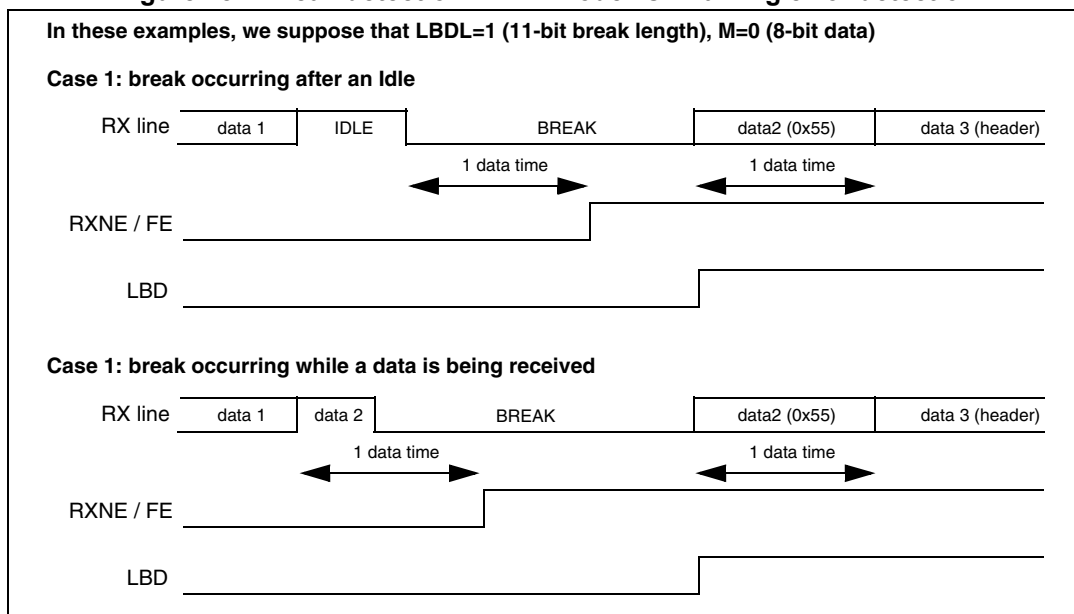 In these examples, we suppose that LBDL=1 (11-bit break length), M=0 (8-bit data)
Case 1: break occurring after an Idle
RX line data 1 IDLE BREAK data2 (0x55) data 3 (header)
1 data time 1 data time
RXNE / FE
LBD
Case 1: break occurring while a data is being received
RX line data 1 data 2 BREAK data2 (0x55) data 3 (header)
1 data time 1 data time
RXNE / FE
LBD